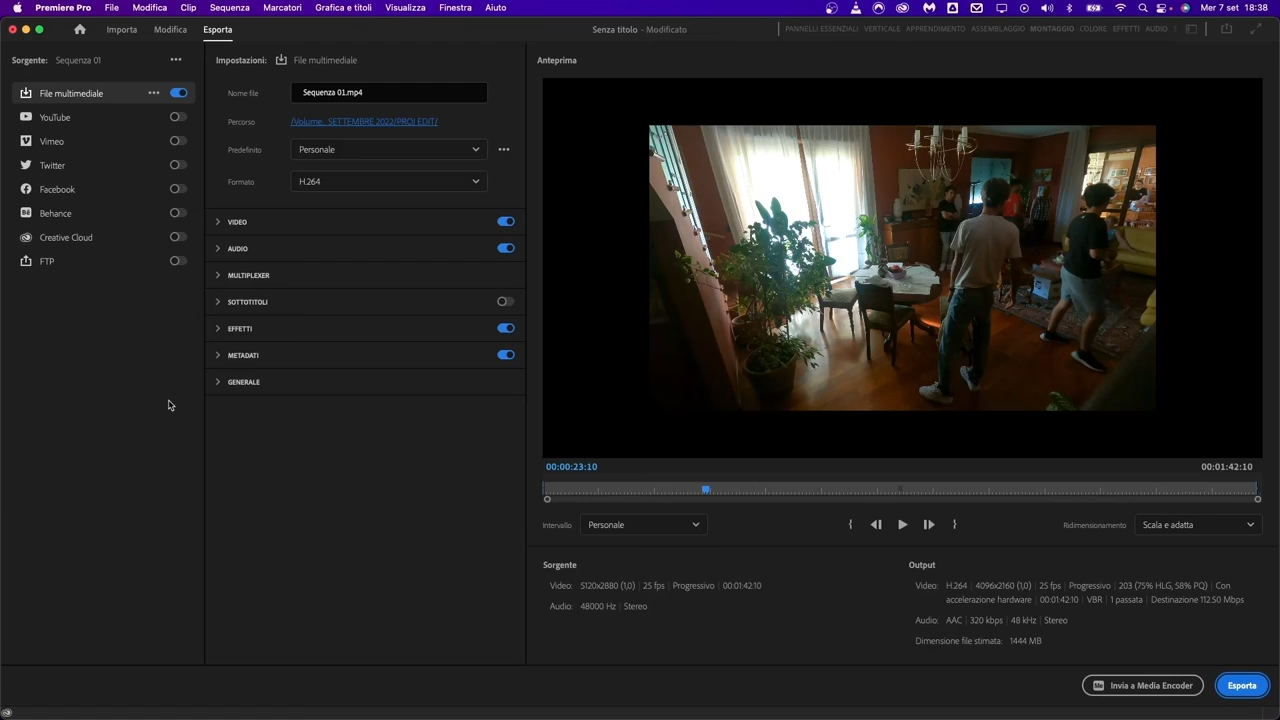 Premiere Pro File Modifica Clip Sequenza Marcatori Grafica e titoli Visualizza Finestra Aiuto Mer 7 set 18:38
Importa Modifica Esporta Senza titolo - Modificato PANNELLI ESSENZIALI VERTICALE APPRENDIMENTO ASSEMBLAGGIO MONTAGGIO COLORE EFFETTI AUDIO
Sorgente: Sequenza 01 •••
File multimediale •••
YouTube
Vimeo
Twitter
Facebook
Behance
Creative Cloud
FTP
Impostazioni: File multimediale
Nome file Sequenza 01.mp4
Percorso /Volume... SETTEMBRE 2022/PROJ EDIT/
Predefinito Personale •••
Formato H.264
VIDEO
AUDIO
MULTIPLEXER
SOTTOTITOLI
EFFETTI
METADATI
GENERALE
Anteprima
00:00:23:10 00:01:42:10
Intervallo Personale Ridimensionamento Scala e adatta
Sorgente
Video: 5120x2880 (1,0) | 25 fps | Progressivo | 00:01:42:10
Audio: 48000 Hz | Stereo
Output
Video: H.264 | 4096x2160 (1,0) | 25 fps | Progressivo | 203 (75% HLG, 58% PQ) | Con
accelerazione hardware | 00:01:42:10 | VBR | 1 passata | Destinazione 112.50 Mbps
Audio: AAC | 320 kbps | 48 kHz | Stereo
Dimensione file stimata: 1444 MB
Me Invia a Media Encoder Esporta